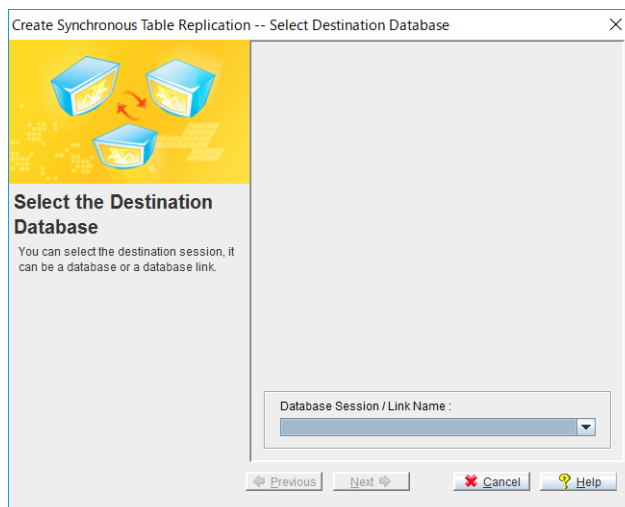 Create Synchronous Table Replication -- Select Destination Database
Select the Destination
Database
You can select the destination session, it
can be a database or a database link.
Database Session / Link Name :
Previous Next Cancel Help